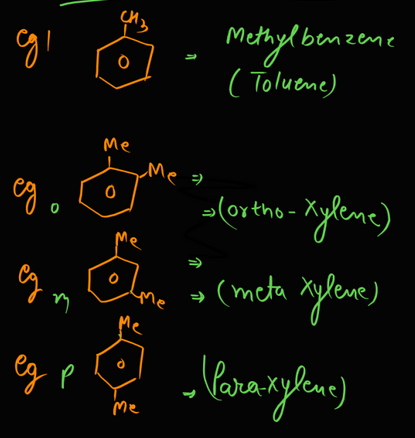 CH3
eg 1 ⇒ Methylbenzene
(Toluene)
Me
Me ⇒
eg o ⇒ (ortho-Xylene)
Me
⇒
eg m Me ⇒ (meta Xylene)
Me
eg p ⇒ (Para-xylene)
Me